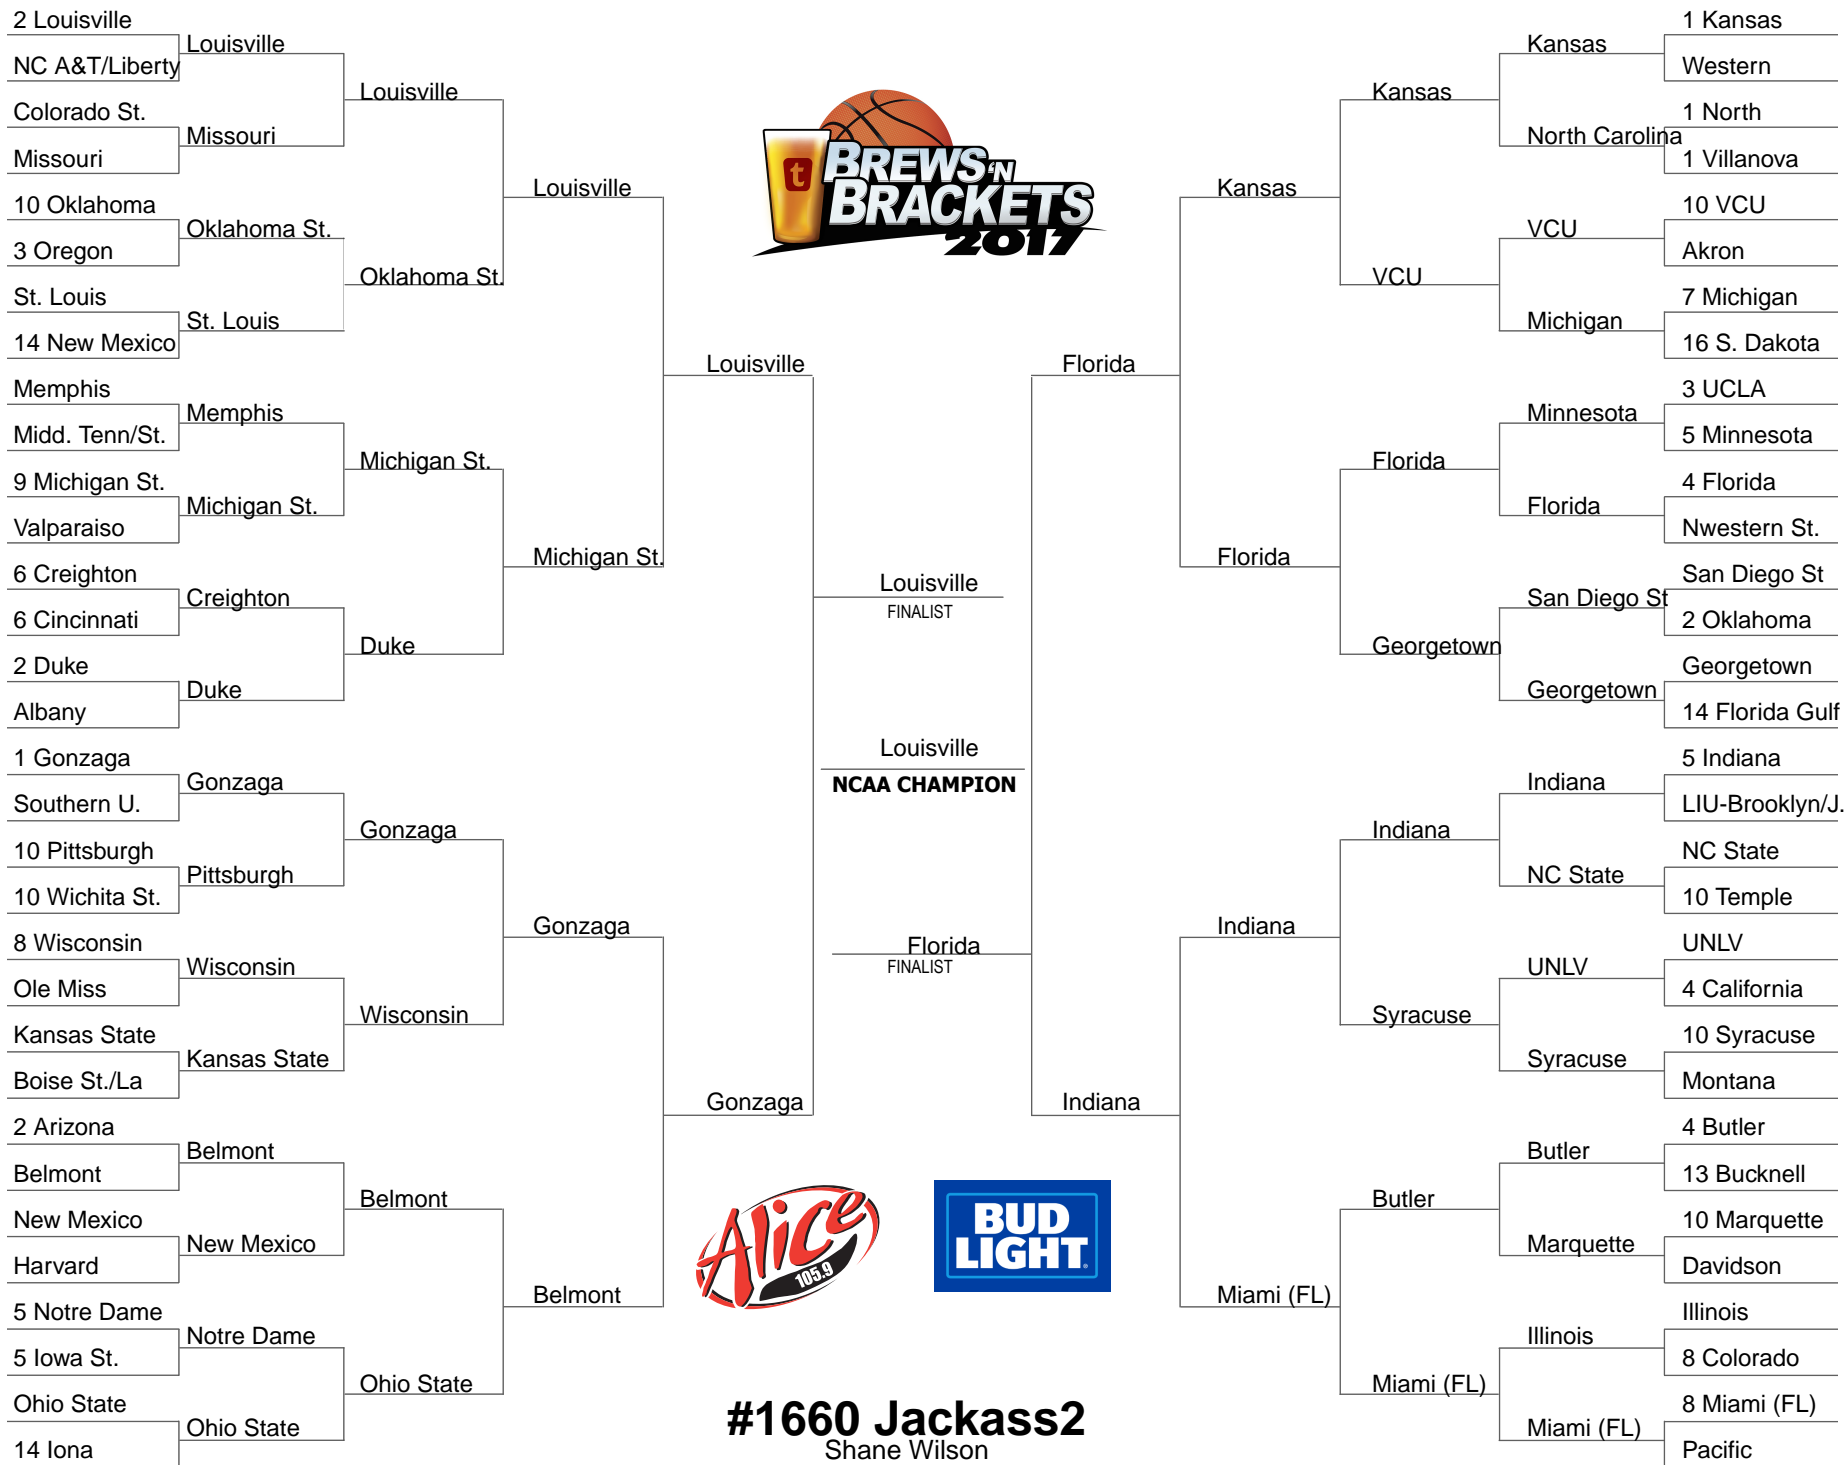 2 Louisville
NC A&T/Liberty
Colorado St.
Missouri
10 Oklahoma
3 Oregon
St. Louis
14 New Mexico
Memphis
Midd. Tenn/St.
9 Michigan St.
Valparaiso
6 Creighton
6 Cincinnati
2 Duke
Albany
1 Gonzaga
Southern U.
10 Pittsburgh
10 Wichita St.
8 Wisconsin
Ole Miss
Kansas State
Boise St./La
2 Arizona
Belmont
New Mexico
Harvard
5 Notre Dame
5 Iowa St.
Ohio State
14 Iona
Louisville
Missouri
Oklahoma St.
St. Louis
Memphis
Michigan St.
Creighton
Duke
Gonzaga
Pittsburgh
Wisconsin
Kansas State
Belmont
New Mexico
Notre Dame
Ohio State
Louisville
Oklahoma St.
Michigan St.
Duke
Gonzaga
Wisconsin
Belmont
Ohio State
Louisville
Michigan St.
Gonzaga
Belmont
Louisville
Gonzaga
t
BREWS 'N
BRACKETS
2017
Louisville
FINALIST
Louisville
NCAA CHAMPION
Florida
FINALIST
Alice
105.9
BUD
LIGHT
#1660 Jackass2
Shane Wilson
Florida
Indiana
Kansas
Florida
Indiana
Miami (FL)
Kansas
VCU
Florida
Georgetown
Indiana
Syracuse
Butler
Miami (FL)
Kansas
North Carolina
VCU
Michigan
Minnesota
Florida
San Diego St
Georgetown
Indiana
NC State
UNLV
Syracuse
Butler
Marquette
Illinois
Miami (FL)
1 Kansas
Western
1 North
1 Villanova
10 VCU
Akron
7 Michigan
16 S. Dakota
3 UCLA
5 Minnesota
4 Florida
Nwestern St.
San Diego St
2 Oklahoma
Georgetown
14 Florida Gulf
5 Indiana
LIU-Brooklyn/J.
NC State
10 Temple
UNLV
4 California
10 Syracuse
Montana
4 Butler
13 Bucknell
10 Marquette
Davidson
Illinois
8 Colorado
8 Miami (FL)
Pacific